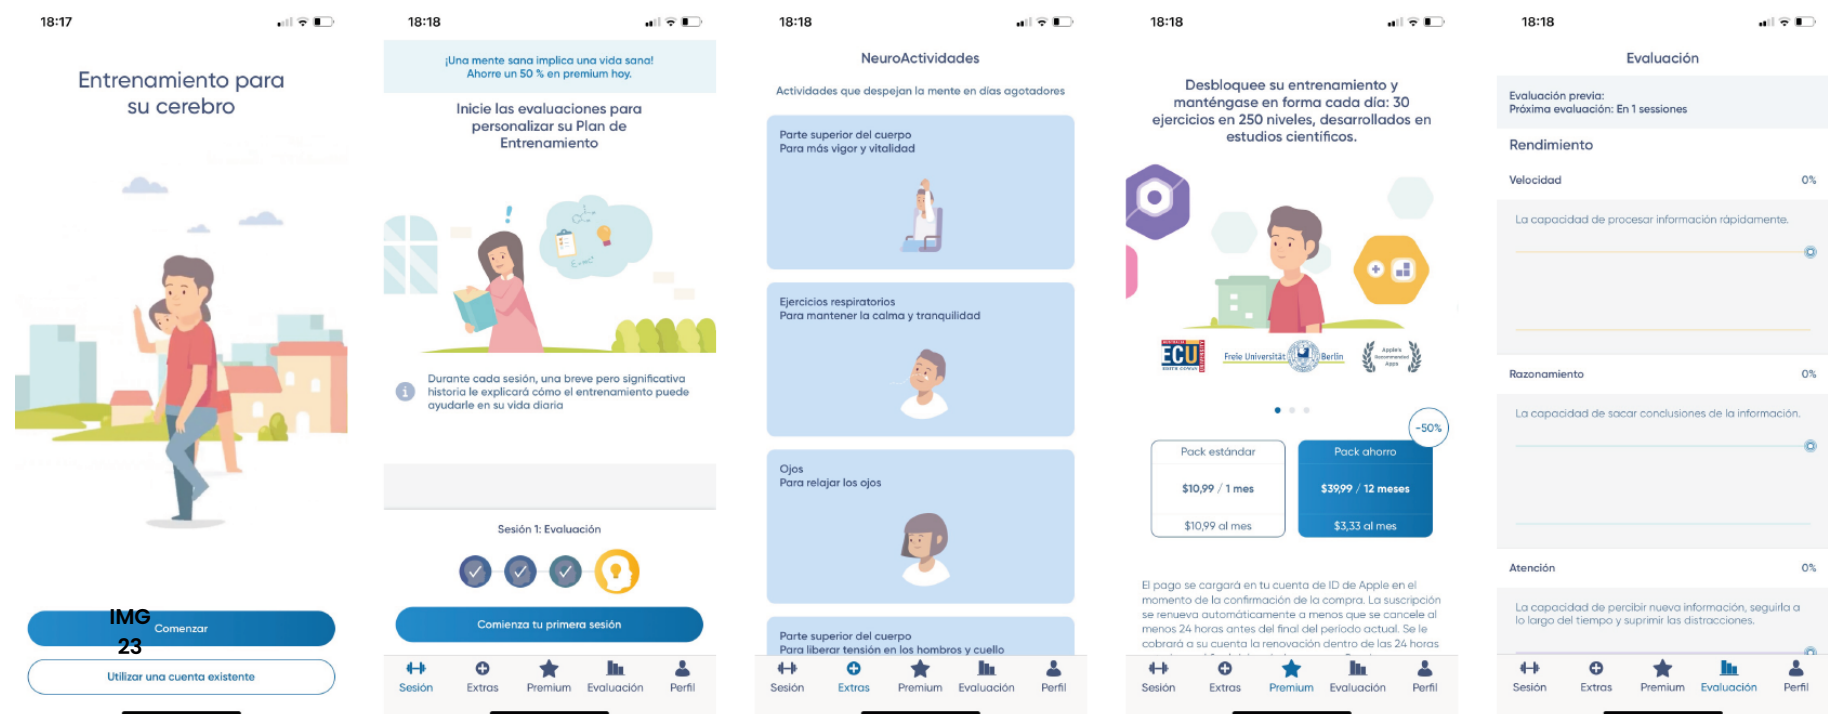 18:17
Entrenamiento para
su cerebro
IMG
23
Comenzar
Utilizar una cuenta existente
18:18
¡Una mente sana implica una vida sana!
Ahorre un 50 % en premium hoy.
Inicie las evaluaciones para
personalizar su Plan de
Entrenamiento
!
E=mc²
i
Durante cada sesión, una breve pero significativa
historia le explicará cómo el entrenamiento puede
ayudarle en su vida diaria
Sesión 1: Evaluación
Comienza tu primera sesión
Sesión Extras Premium Evaluación Perfil
18:18
NeuroActividades
Actividades que despejan la mente en días agotadores
Parte superior del cuerpo
Para más vigor y vitalidad
Ejercicios respiratorios
Para mantener la calma y tranquilidad
Ojos
Para relajar los ojos
Parte superior del cuerpo
Para liberar tensión en los hombros y cuello
Sesión Extras Premium Evaluación Perfil
18:18
Desbloquee su entrenamiento y
manténgase en forma cada día: 30
ejercicios en 250 niveles, desarrollados en
estudios científicos.
ECU
EDITH COWAN
UNIVERSITY
Freie Universität Berlin
Apple's
Recommended
Apps
-50%
Pack estándar
$10,99 / 1 mes
$10,99 al mes
Pack ahorro
$39,99 / 12 meses
$3,33 al mes
El pago se cargará en tu cuenta de ID de Apple en el
momento de la confirmación de la compra. La suscripción
se renueva automáticamente a menos que se cancele al
menos 24 horas antes del final del período actual. Se le
cobrará a su cuenta la renovación dentro de las 24 horas
Sesión Extras Premium Evaluación Perfil
18:18
Evaluación
Evaluación previa:
Próxima evaluación: En 1 sessiones
Rendimiento
Velocidad 0%
La capacidad de procesar información rápidamente.
Razonamiento 0%
La capacidad de sacar conclusiones de la información.
Atención 0%
La capacidad de percibir nueva información, seguirla a
lo largo del tiempo y suprimir las distracciones.
Sesión Extras Premium Evaluación Perfil